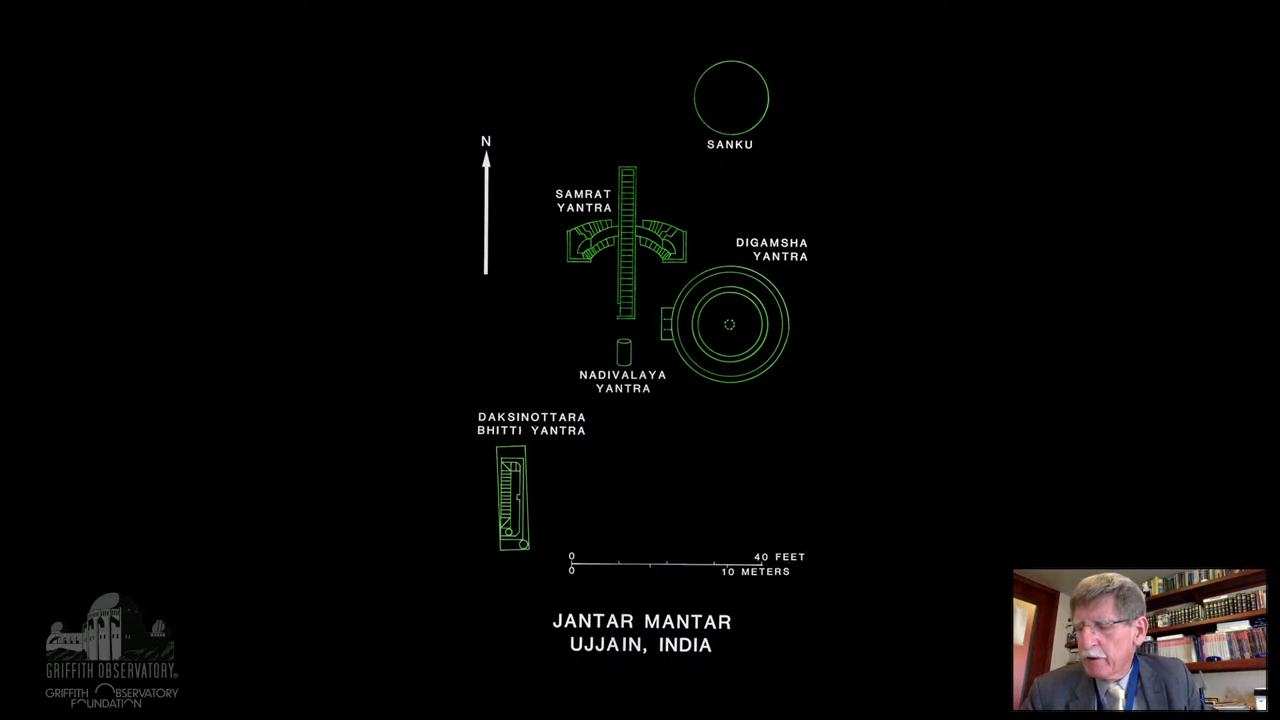 SANKU
N
SAMRAT
YANTRA
DIGAMSHA
YANTRA
NADIVALAYA
YANTRA
DAKSINOTTARA
BHITTI YANTRA
0 40 FEET
0 10 METERS
JANTAR MANTAR
UJJAIN, INDIA
GRIFFITH OBSERVATORY®
GRIFFITH OBSERVATORY
FOUNDATION